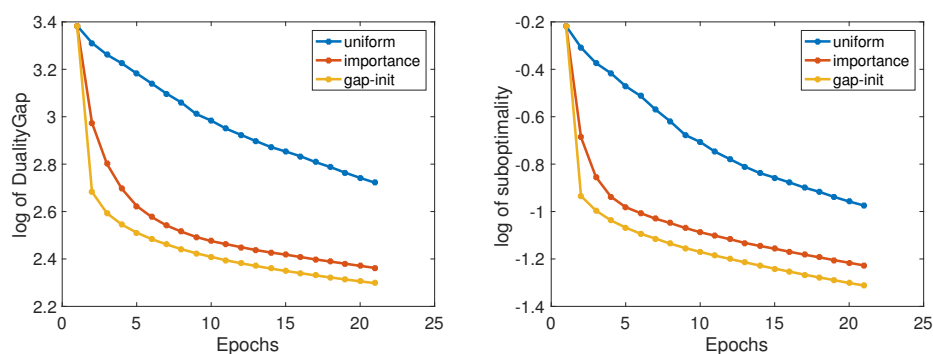 log of DualityGap
3.4
3.2
3
2.8
2.6
2.4
2.2
0
5
10
15
20
25
Epochs
uniform
importance
gap-init
log of suboptimality
-0.2
-0.4
-0.6
-0.8
-1
-1.2
-1.4
0
5
10
15
20
25
Epochs
uniform
importance
gap-init